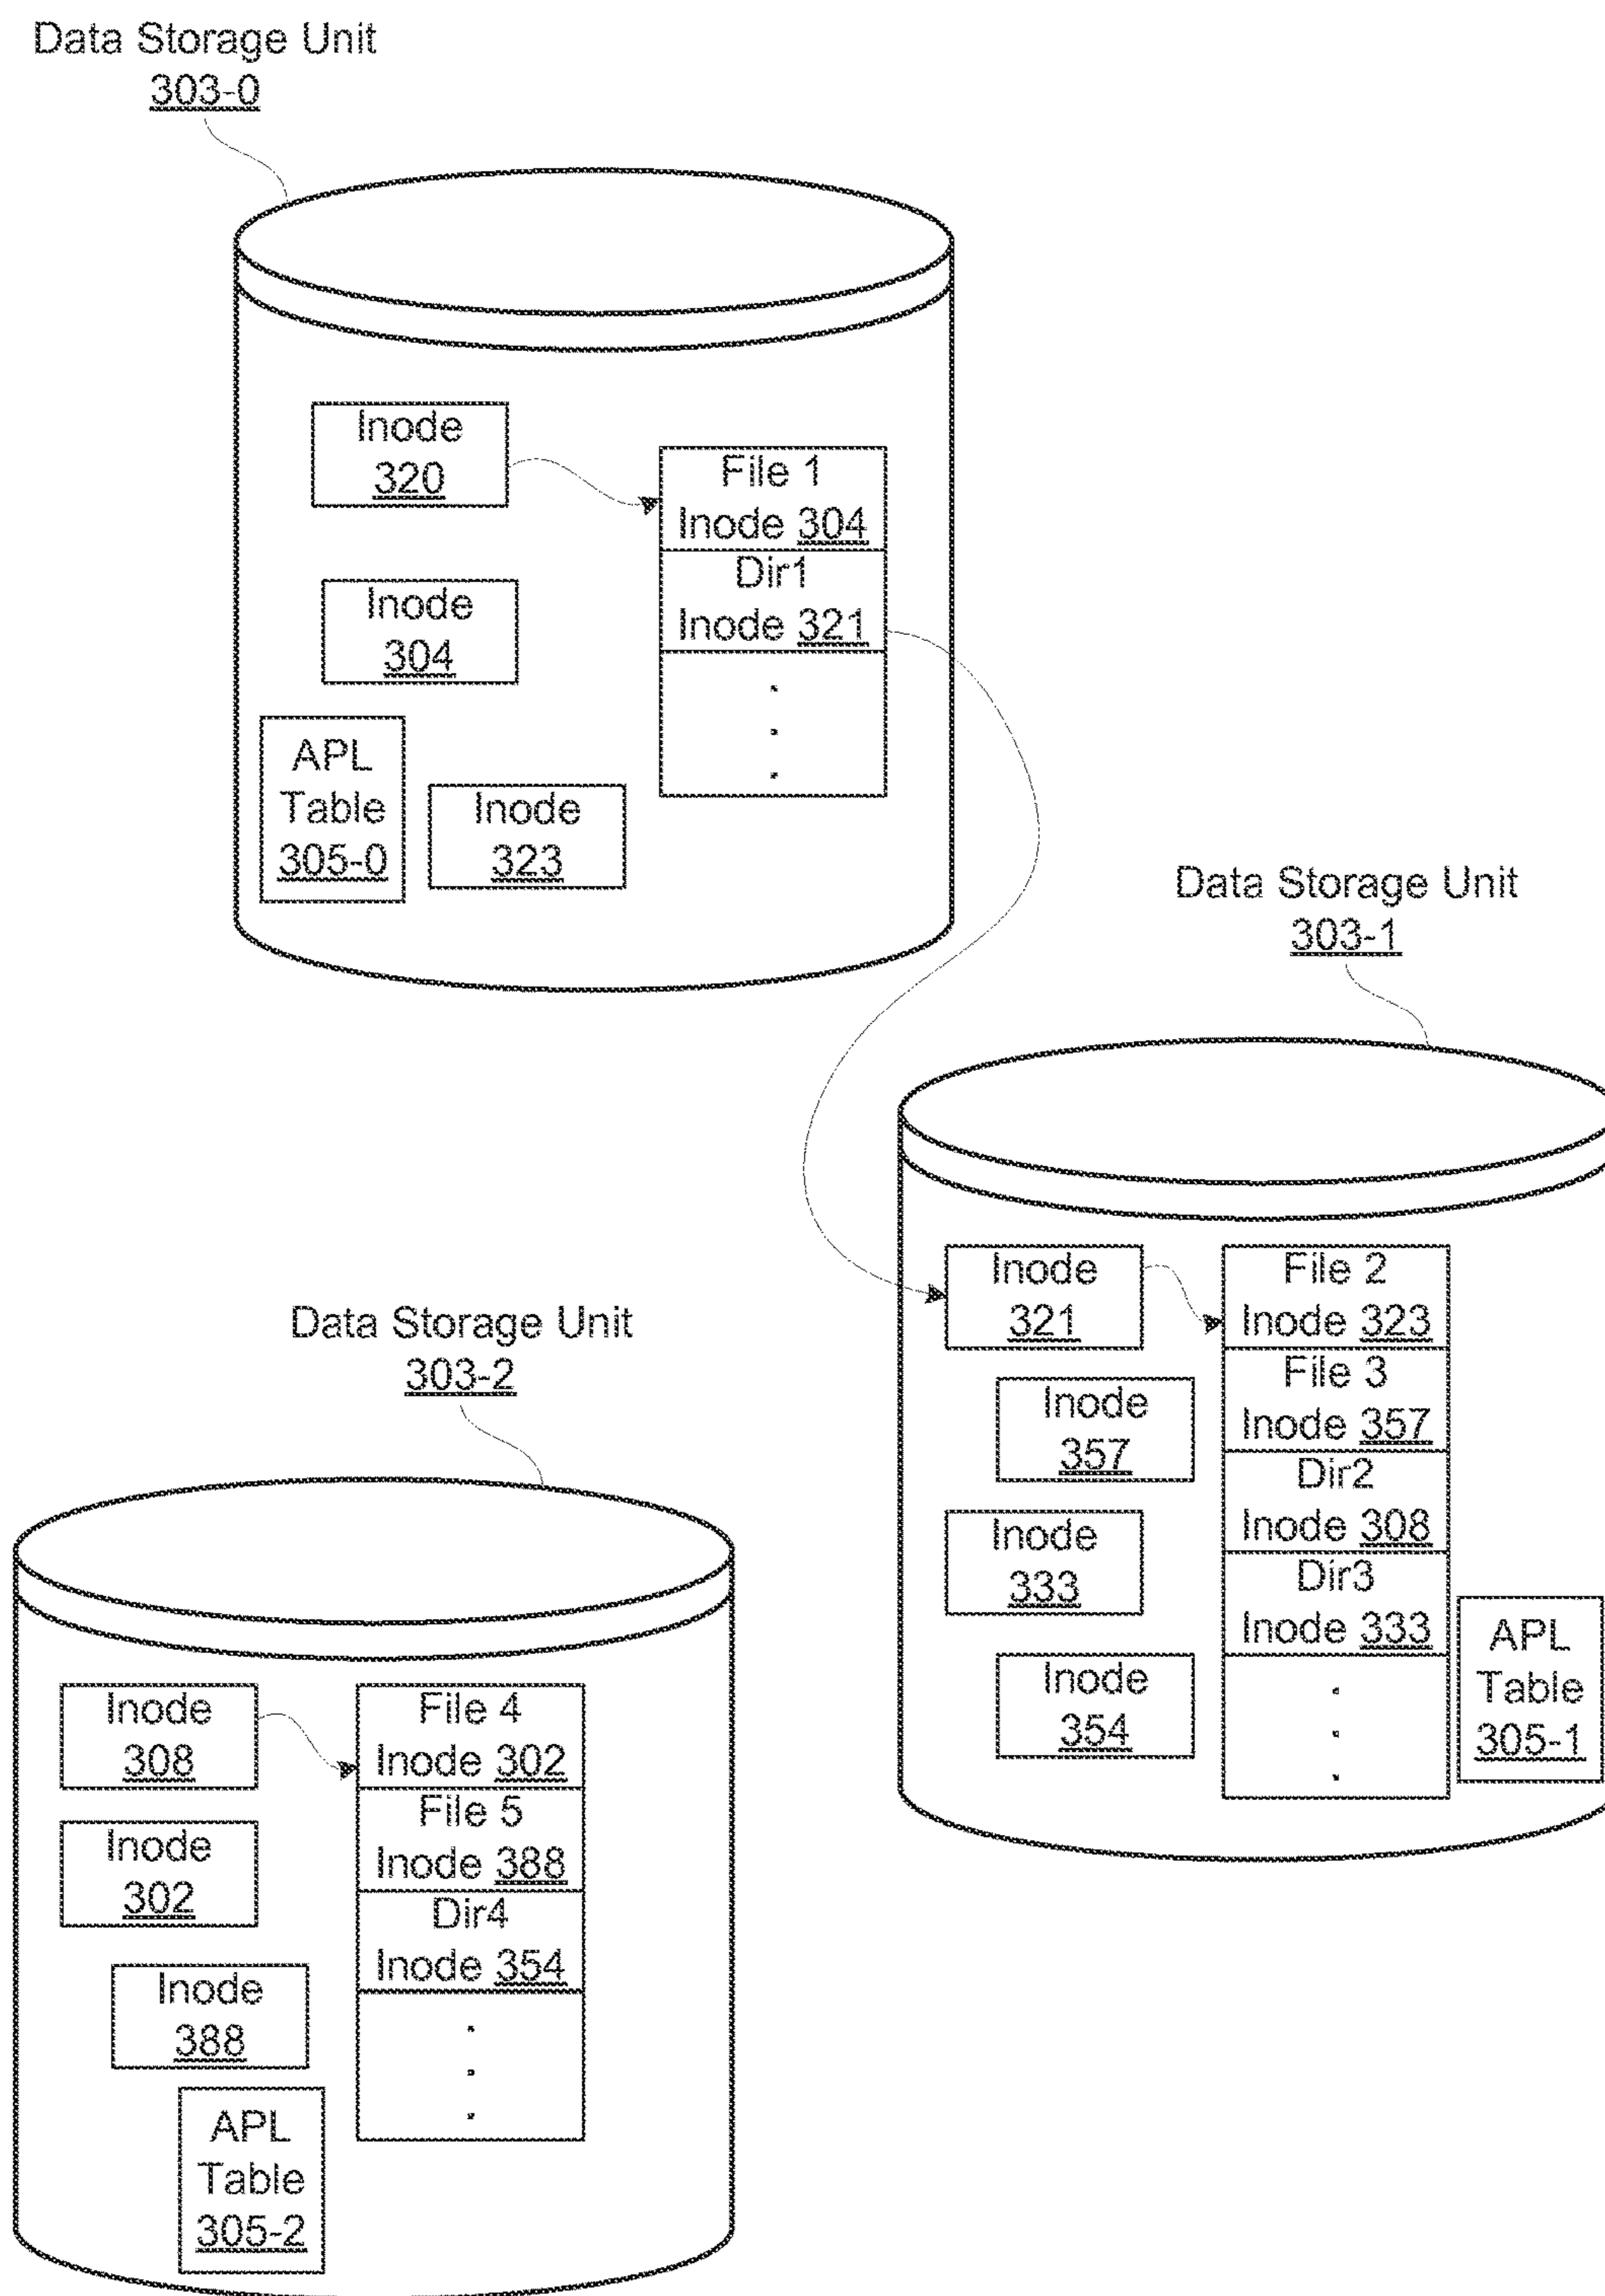 Data Storage Unit
303-0
Inode
320
File 1
Inode 304
Dir1
Inode 321
.
.
.
Inode
304
APL
Table
305-0
Inode
323
Data Storage Unit
303-1
Inode
321
File 2
Inode 323
File 3
Inode 357
Dir2
Inode 308
Dir3
Inode 333
.
.
.
Inode
357
Inode
333
Inode
354
APL
Table
305-1
Data Storage Unit
303-2
Inode
308
File 4
Inode 302
File 5
Inode 388
Dir4
Inode 354
.
.
.
Inode
302
Inode
388
APL
Table
305-2